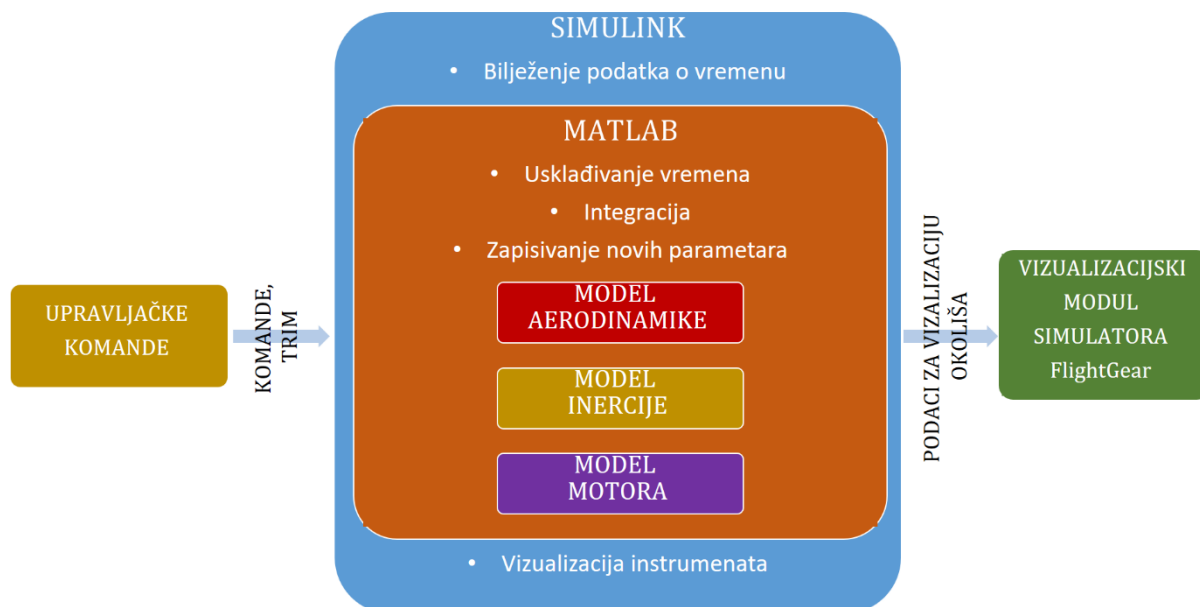 SIMULINK
• Bilježenje podatka o vremenu
MATLAB
• Usklađivanje vremena
• Integracija
• Zapisivanje novih parametara
MODEL
AERODINAMIKE
MODEL
INERCIJE
MODEL
MOTORA
• Vizualizacija instrumenata
UPRAVLJAČKE
KOMANDE
KOMANDE,
TRIM
PODACI ZA VIZALIZACIJU
OKOLIŠA
VIZUALIZACIJSKI
MODUL
SIMULATORA
FlightGear